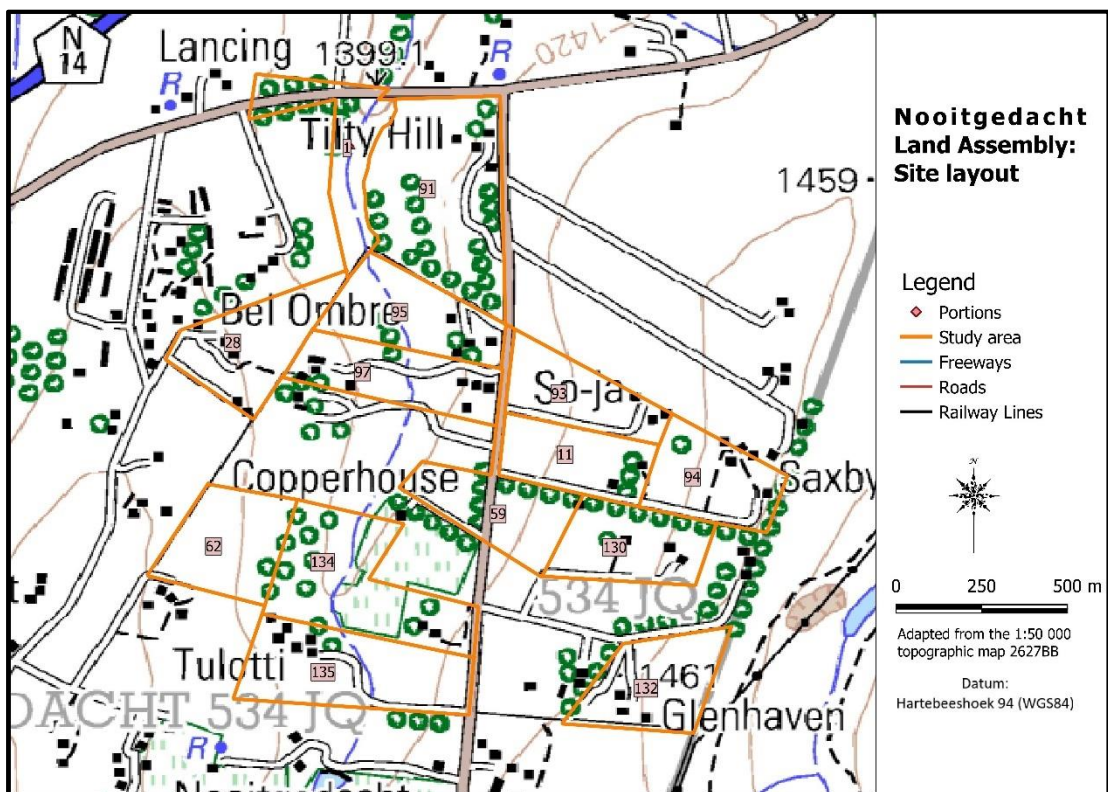 N
14
Lancing
1399.1
R
R
1420
Tilty Hill
1
91
1459
Bel Ombre
95
28
97
So-ja
93
11
94
Saxby
Copperhouse
59
62
134
130
534 JQ
Tulotti
135
1461
132
Glenhaven
DACHT 534 JQ
R
Nooitgedacht
Nooitgedacht
Land Assembly:
Site layout
Legend
Portions
Study area
Freeways
Roads
Railway Lines
N
0 250 500 m
Adapted from the 1:50 000
topographic map 2627BB
Datum:
Hartebeeshoek 94 (WGS84)